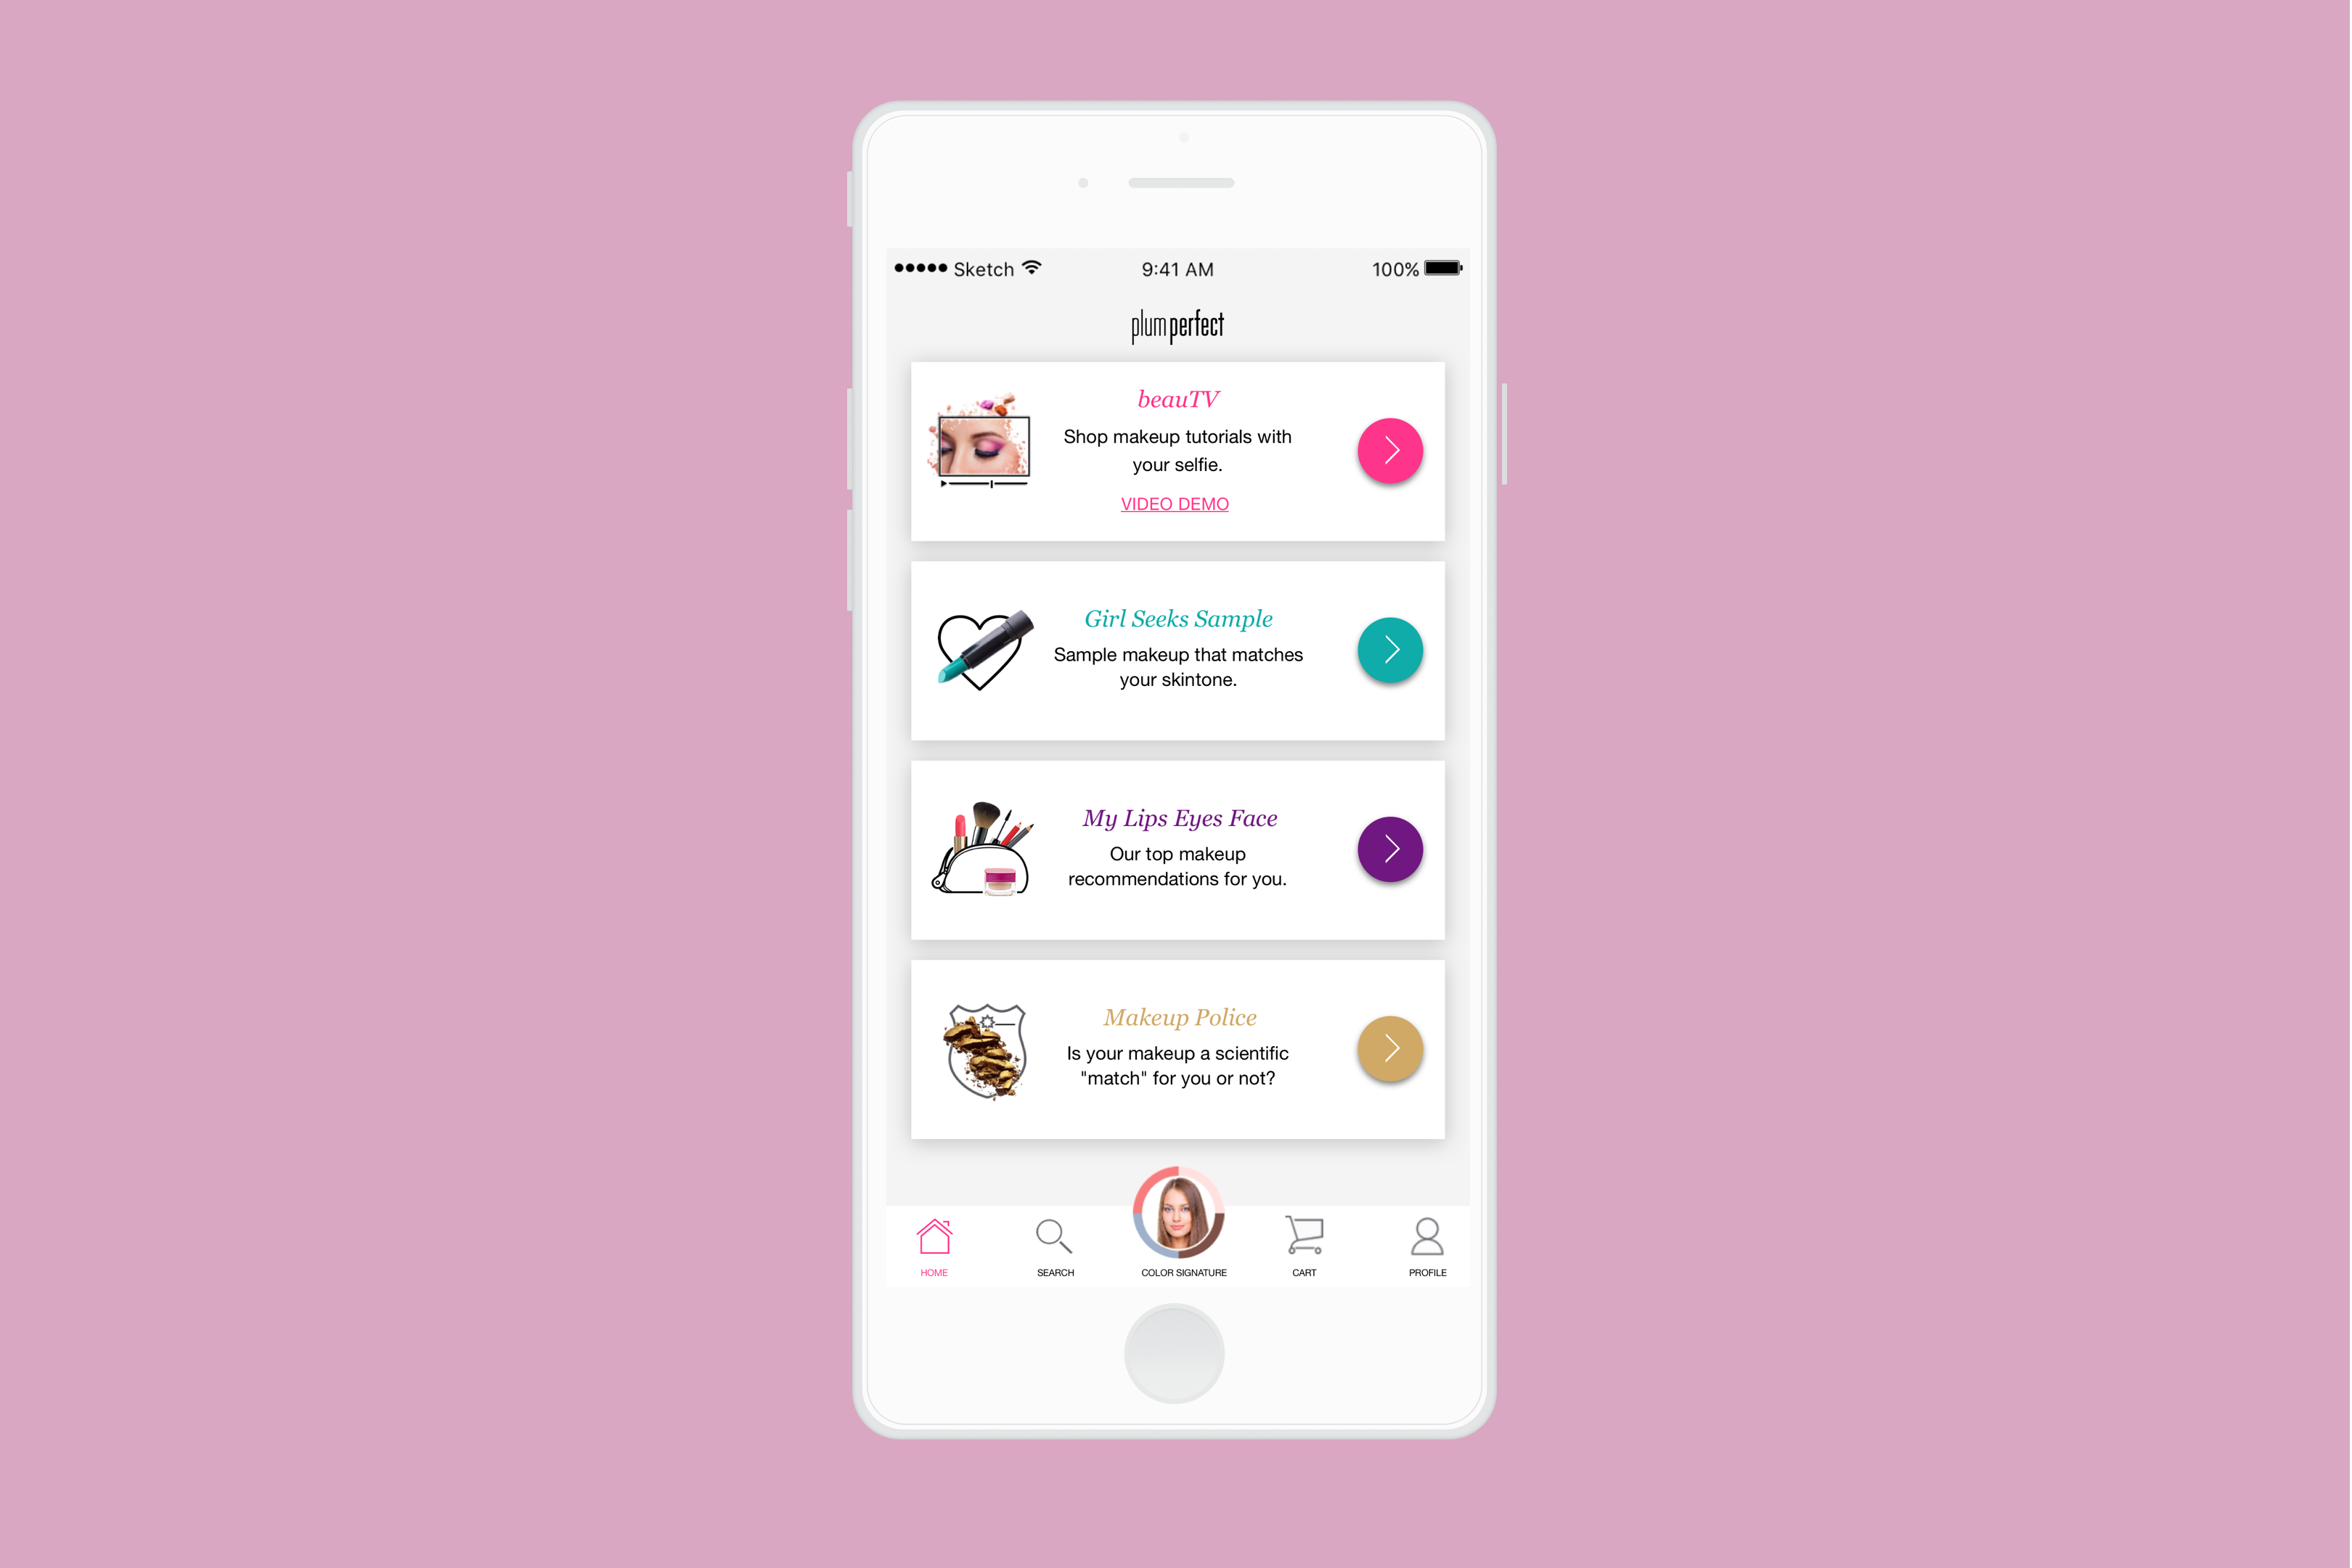 Sketch 9:41 AM 100%
plumperfect
beauTV
Shop makeup tutorials with
your selfie.
VIDEO DEMO
Girl Seeks Sample
Sample makeup that matches
your skintone.
My Lips Eyes Face
Our top makeup
recommendations for you.
Makeup Police
Is your makeup a scientific
"match" for you or not?
HOME SEARCH COLOR SIGNATURE CART PROFILE